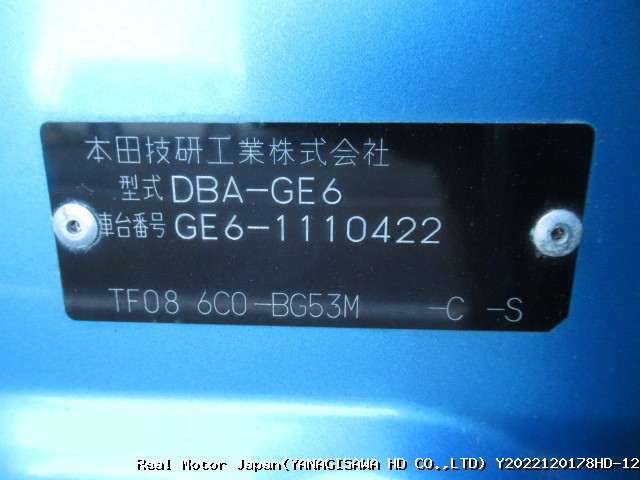 本田技研工業株式会社
型式 DBA-GE6
車台番号 GE6-1110422
TF08 6C0-BG53M -C -S
Real Motor Japan(YANAGISAWA HD CO.,LTD) Y2022120178HD-12